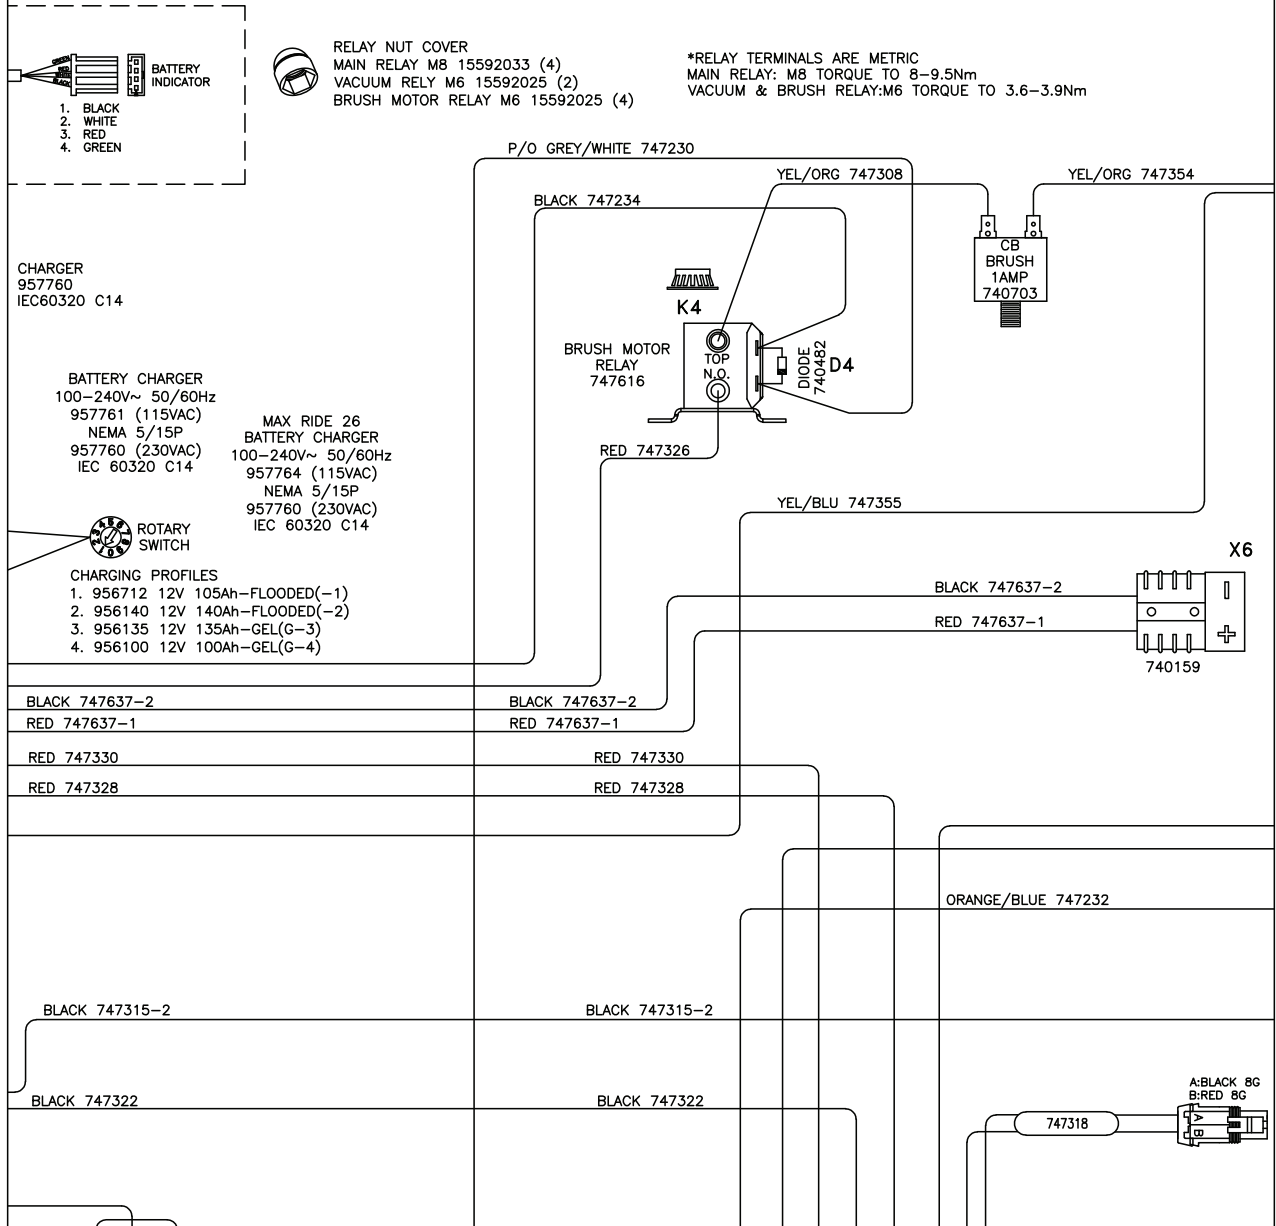 GREEN
RED
WHITE
BLACK
BATTERY
INDICATOR
1. BLACK
2. WHITE
3. RED
4. GREEN
RELAY NUT COVER
MAIN RELAY M8 15592033 (4)
VACUUM RELY M6 15592025 (2)
BRUSH MOTOR RELAY M6 15592025 (4)
*RELAY TERMINALS ARE METRIC
MAIN RELAY: M8 TORQUE TO 8-9.5Nm
VACUUM & BRUSH RELAY:M6 TORQUE TO 3.6-3.9Nm
P/O GREY/WHITE 747230
YEL/ORG 747308
YEL/ORG 747354
BLACK 747234
CB
BRUSH
1AMP
740703
CHARGER
957760
IEC60320 C14
K4
BRUSH MOTOR
RELAY
747616
TOP
N.O.
DIODE
740482
D4
BATTERY CHARGER
100-240V~ 50/60Hz
957761 (115VAC)
NEMA 5/15P
957760 (230VAC)
IEC 60320 C14
MAX RIDE 26
BATTERY CHARGER
100-240V~ 50/60Hz
957764 (115VAC)
NEMA 5/15P
957760 (230VAC)
IEC 60320 C14
RED 747326
YEL/BLU 747355
ROTARY
SWITCH
CHARGING PROFILES
1. 956712 12V 105Ah-FLOODED(-1)
2. 956140 12V 140Ah-FLOODED(-2)
3. 956135 12V 135Ah-GEL(G-3)
4. 956100 12V 100Ah-GEL(G-4)
X6
BLACK 747637-2
RED 747637-1
-
+
740159
BLACK 747637-2
BLACK 747637-2
RED 747637-1
RED 747637-1
RED 747330
RED 747330
RED 747328
RED 747328
ORANGE/BLUE 747232
BLACK 747315-2
BLACK 747315-2
BLACK 747322
BLACK 747322
A:BLACK 8G
B:RED 8G
747318
A
B